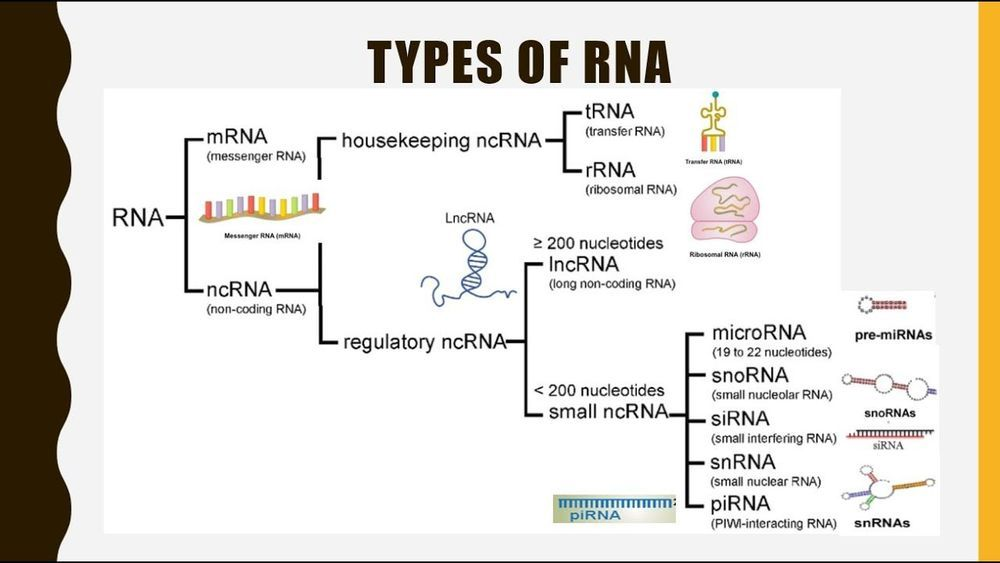 TYPES OF RNA
RNA
mRNA
(messenger RNA)
Messenger RNA (mRNA)
ncRNA
(non-coding RNA)
housekeeping ncRNA
tRNA
(transfer RNA)
Transfer RNA (tRNA)
rRNA
(ribosomal RNA)
Ribosomal RNA (rRNA)
regulatory ncRNA
LncRNA
≥ 200 nucleotides
lncRNA
(long non-coding RNA)
< 200 nucleotides
small ncRNA
microRNA
(19 to 22 nucleotides)
pre-miRNAs
snoRNA
(small nucleolar RNA)
snoRNAs
siRNA
(small interfering RNA)
siRNA
snRNA
(small nuclear RNA)
snRNAs
piRNA
(PIWI-interacting RNA)
piRNA